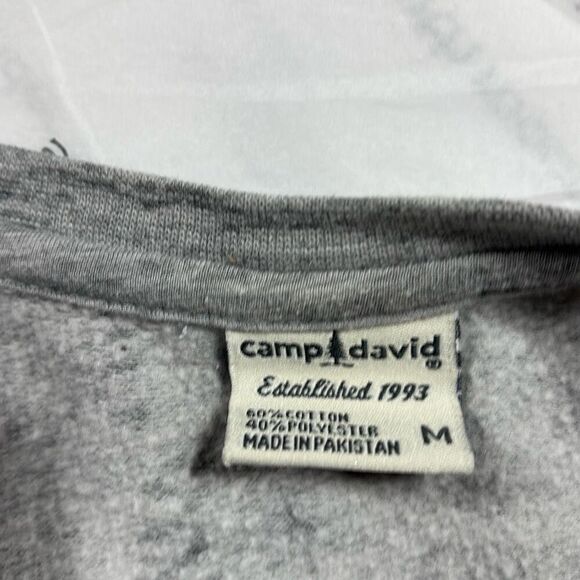 camp david®
Established 1993
60% COTTON
40% POLYESTER
MADE IN PAKISTAN
M